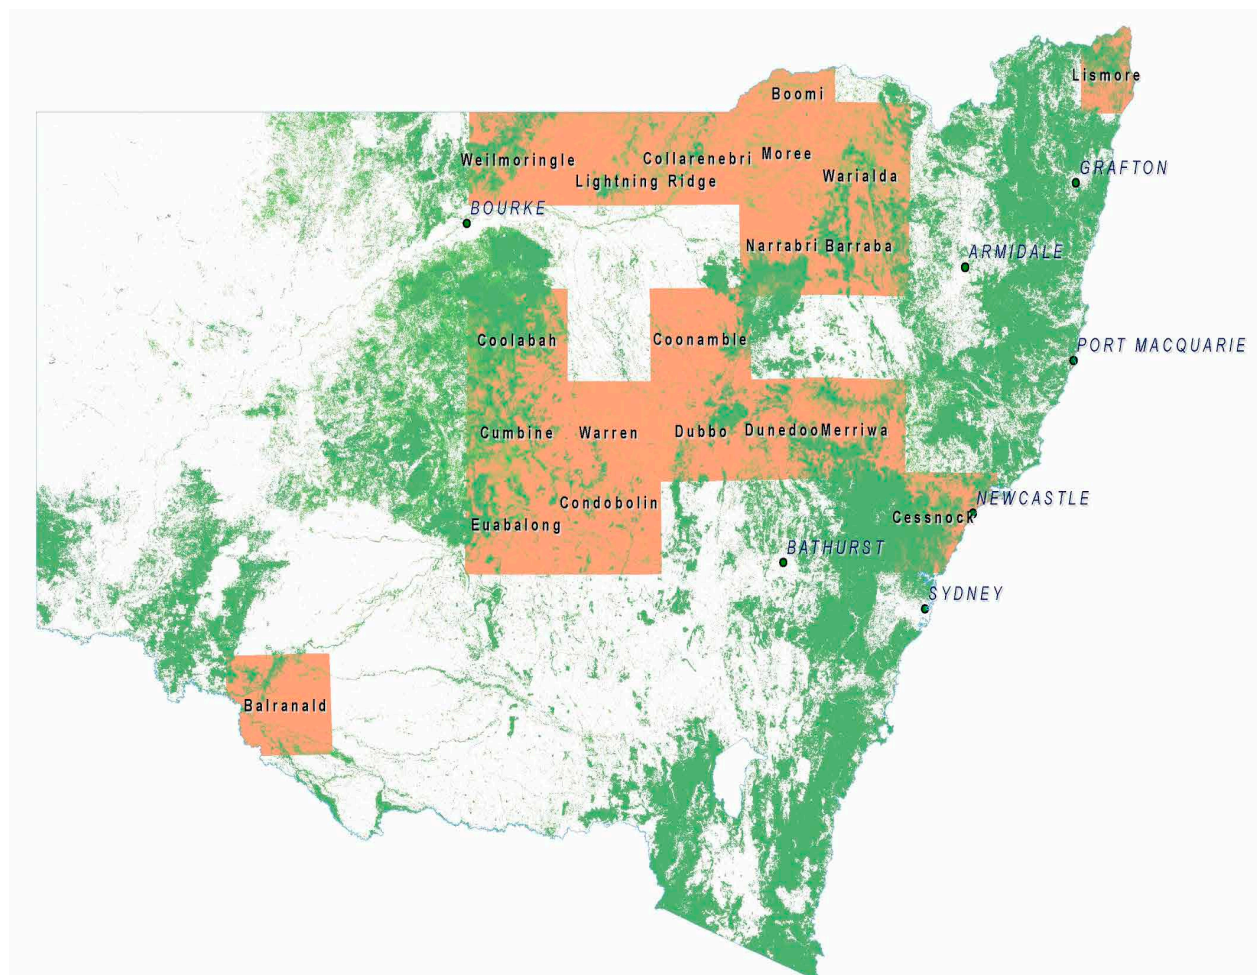 Lismore
Boomi
Weilmoringle
Collarenebri
Moree
Lightning Ridge
Warialda
GRAFTON
BOURKE
Narrabri
Barraba
ARMIDALE
Coolabah
Coonamble
PORT MACQUARIE
Cumbine
Warren
Dubbo
Dunedoo
Merriwa
Condobolin
Euabalong
NEWCASTLE
Cessnock
BATHURST
SYDNEY
Balranald